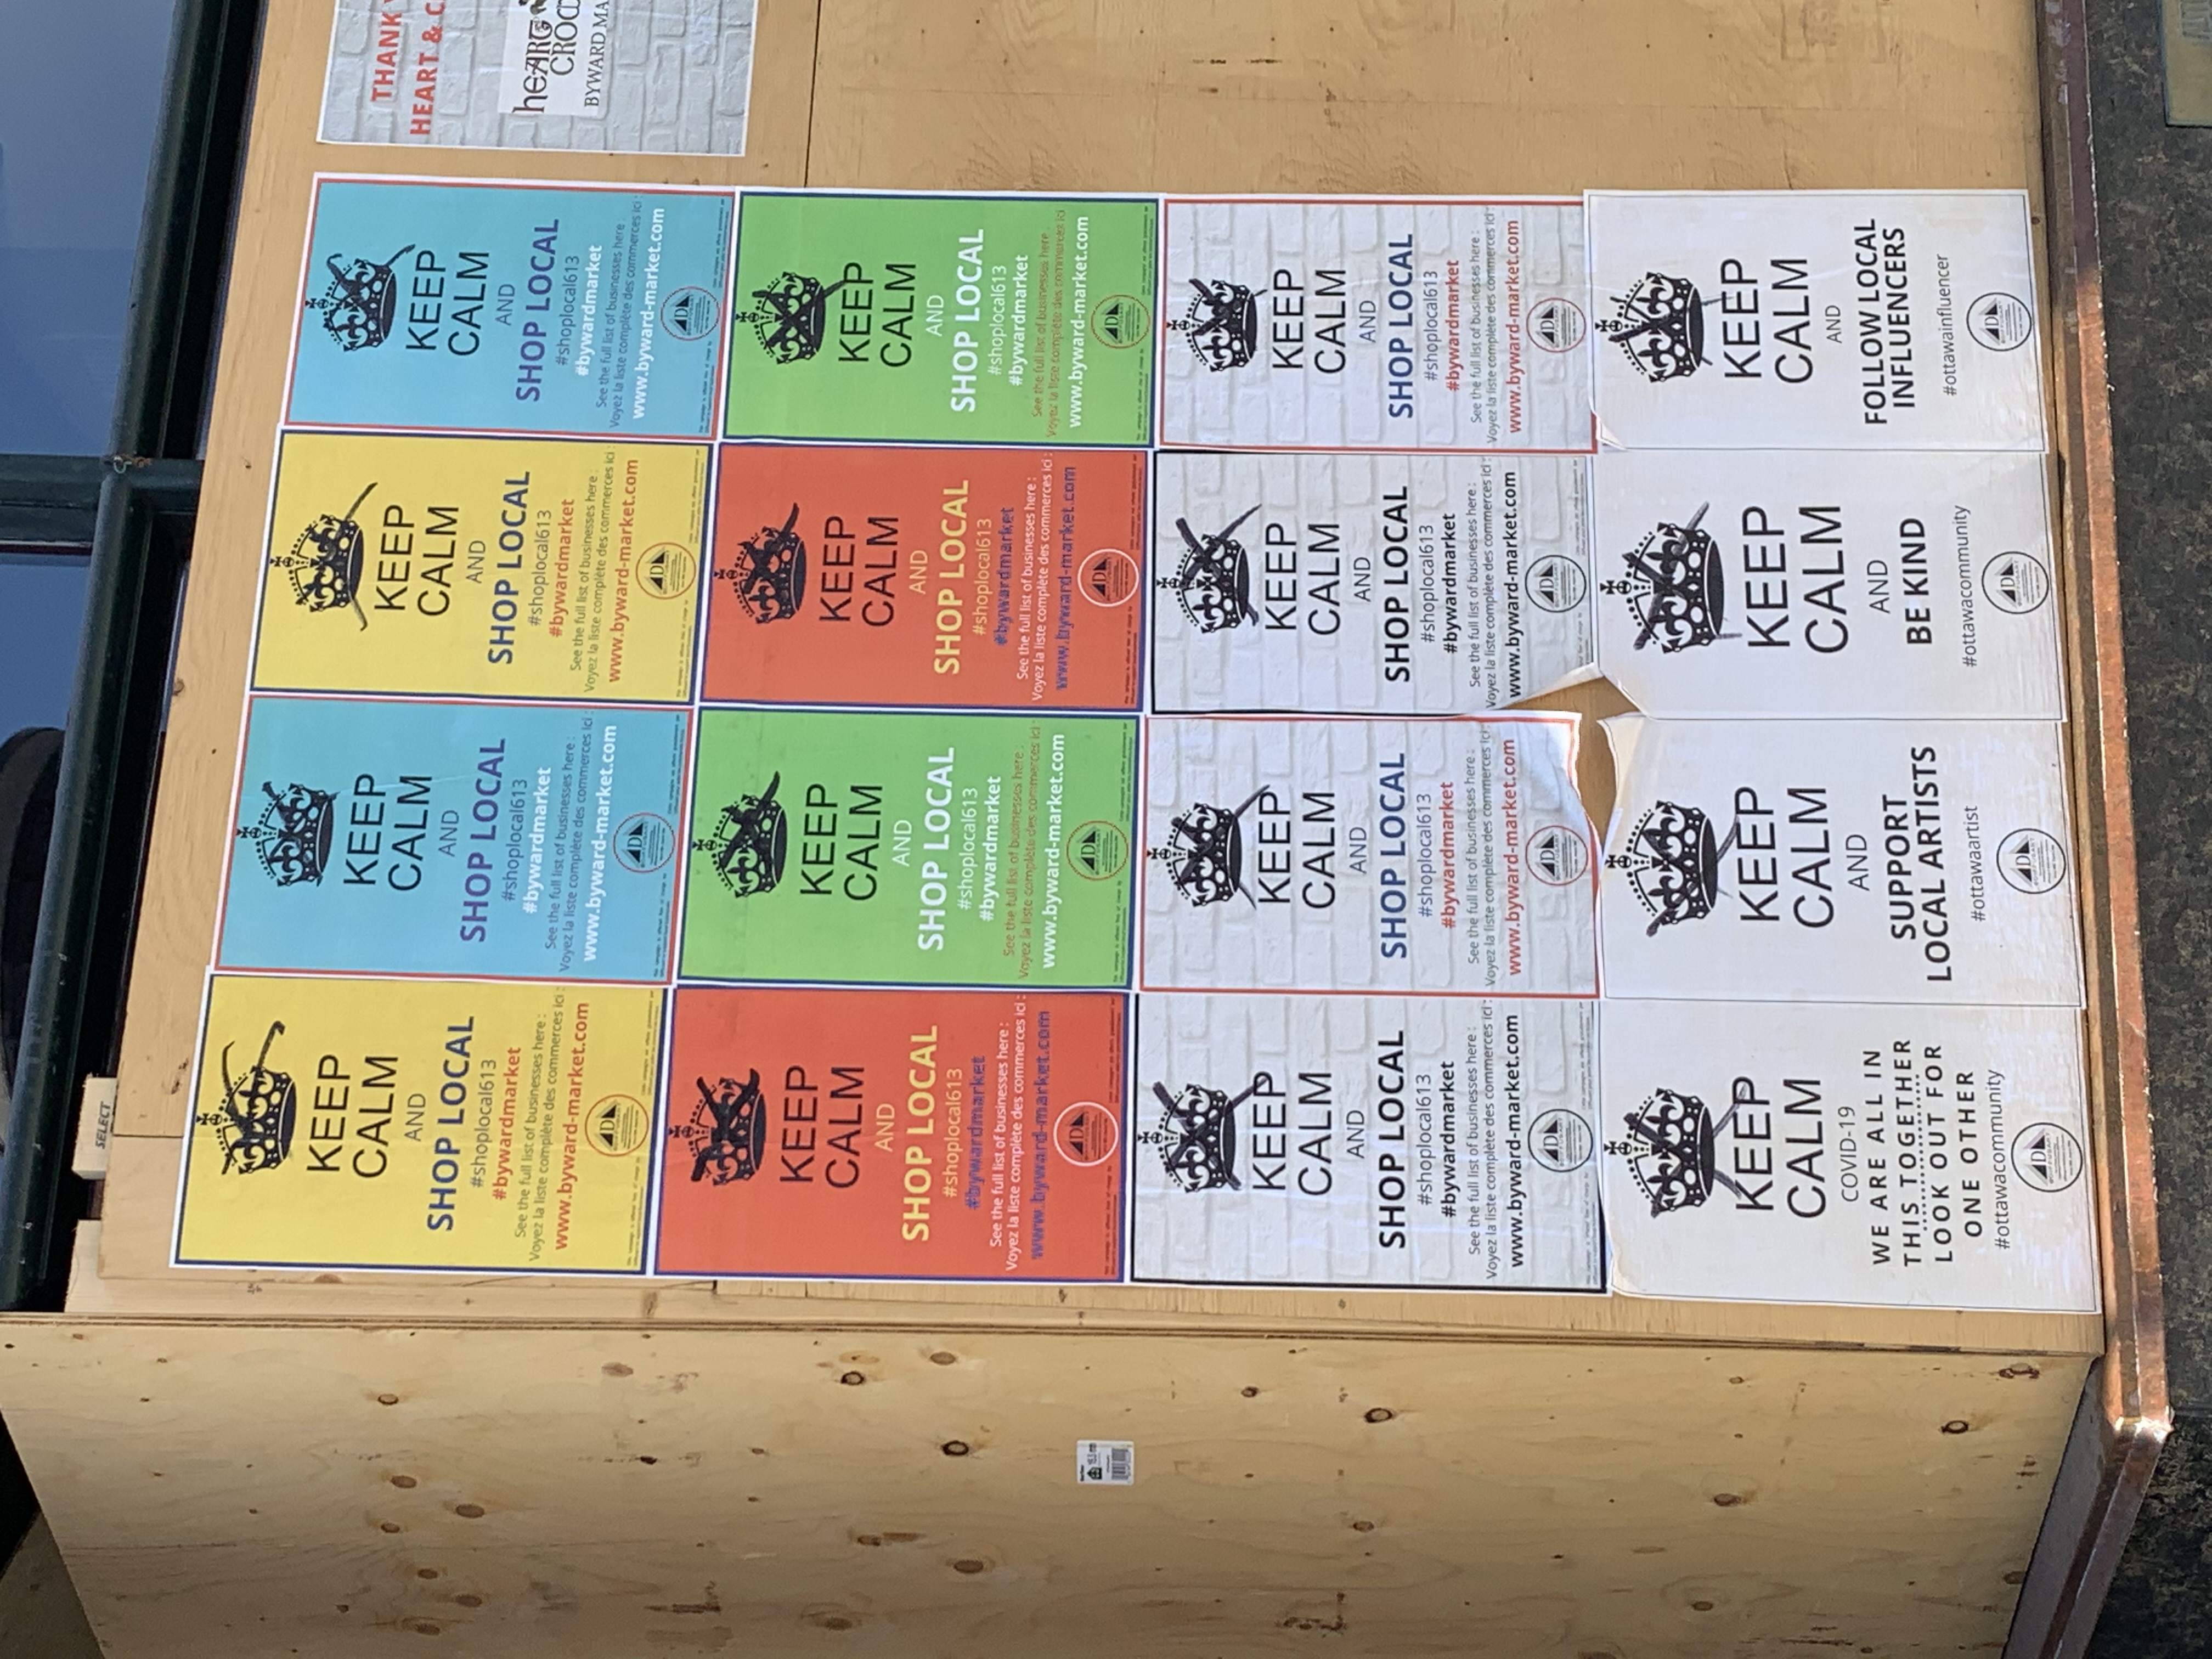 SELECT
KEEP
CALM
AND
SHOP LOCAL
#shoplocal613
#bywardmarket
See the full list of businesses here :
Voyez la liste complète des commerces ici :
www.byward-market.com
KEEP
CALM
AND
SHOP LOCAL
#shoplocal613
#bywardmarket
See the full list of businesses here :
Voyez la liste complète des commerces ici :
www.byward-market.com
KEEP
CALM
AND
SHOP LOCAL
#shoplocal613
#bywardmarket
See the full list of businesses here :
Voyez la liste complète des commerces ici :
www.byward-market.com
KEEP
CALM
AND
SHOP LOCAL
#shoplocal613
#bywardmarket
See the full list of businesses here :
Voyez la liste complète des commerces ici :
www.byward-market.com
THANK
HEART &
heART
BYWARD
KEEP
CALM
AND
SHOP LOCAL
#shoplocal613
#bywardmarket
See the full list of businesses here :
Voyez la liste complète des commerces ici :
www.byward-market.com
KEEP
CALM
AND
SHOP LOCAL
#shoplocal613
#bywardmarket
See the full list of businesses here :
Voyez la liste complète des commerces ici :
www.byward-market.com
KEEP
CALM
AND
SHOP LOCAL
#shoplocal613
#bywardmarket
See the full list of businesses here :
Voyez la liste complète des commerces ici :
www.byward-market.com
KEEP
CALM
AND
SHOP LOCAL
#shoplocal613
#bywardmarket
See the full list of businesses here :
Voyez la liste complète des commerces ici
www.byward-market.com
KEEP
CALM
AND
SHOP LOCAL
#shoplocal613
#bywardmarket
See the full list of businesses here :
Voyez la liste complète des commerces ici :
www.byward-market.com
KEEP
CALM
AND
SHOP LOCAL
#shoplocal613
#bywardmarket
See the full list of businesses here :
Voyez la liste complète des commerces ici :
www.byward-market.com
KEEP
CALM
AND
SHOP LOCAL
#shoplocal613
#bywardmarket
See the full list of businesses here :
Voyez la liste complète des commerces ici :
www.byward-market.com
KEEP
CALM
AND
SHOP LOCAL
#shoplocal613
#bywardmarket
See the full list of businesses here :
Voyez la liste complète des commerces ici :
www.byward-market.com
KEEP
CALM
COVID-19
WE ARE ALL IN
THIS TOGETHER
LOOK OUT FOR
ONE OTHER
#ottawacommunity
KEEP
CALM
AND
SUPPORT
LOCAL ARTISTS
#ottawaartist
KEEP
CALM
AND
BE KIND
#ottawacommunity
KEEP
CALM
AND
FOLLOW LOCAL
INFLUENCERS
#ottawainfluencer